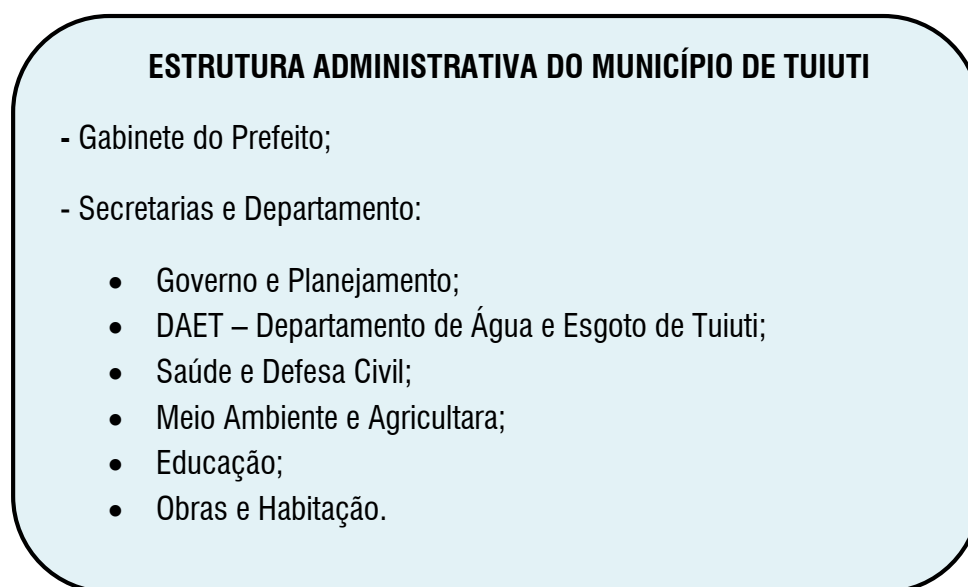 ESTRUTURA ADMINISTRATIVA DO MUNICÍPIO DE TUIUTI
- Gabinete do Prefeito;
- Secretarias e Departamento:
• Governo e Planejamento;
• DAET – Departamento de Água e Esgoto de Tuiuti;
• Saúde e Defesa Civil;
• Meio Ambiente e Agricultara;
• Educação;
• Obras e Habitação.